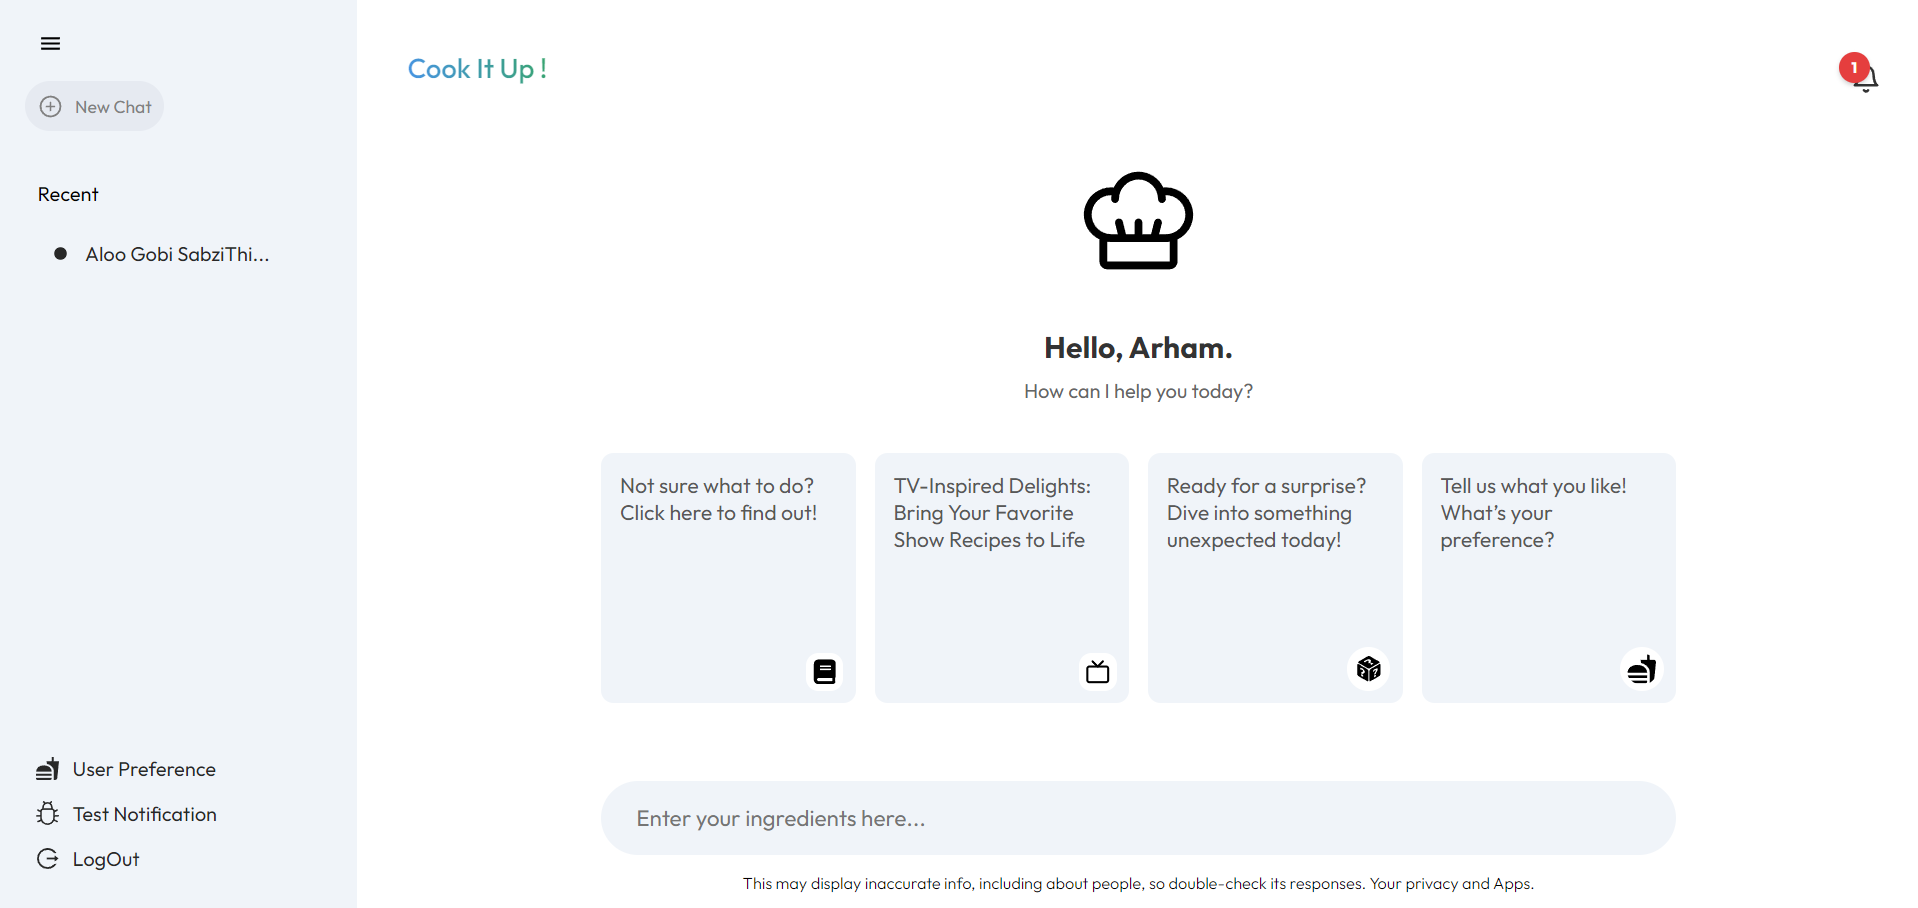 New Chat
Recent
Aloo Gobi SabziThi...
User Preference
Test Notification
LogOut
Cook It Up !
1
Hello, Arham.
How can I help you today?
Not sure what to do?
Click here to find out!
TV-Inspired Delights:
Bring Your Favorite
Show Recipes to Life
Ready for a surprise?
Dive into something
unexpected today!
Tell us what you like!
What's your
preference?
Enter your ingredients here...
This may display inaccurate info, including about people, so double-check its responses. Your privacy and Apps.